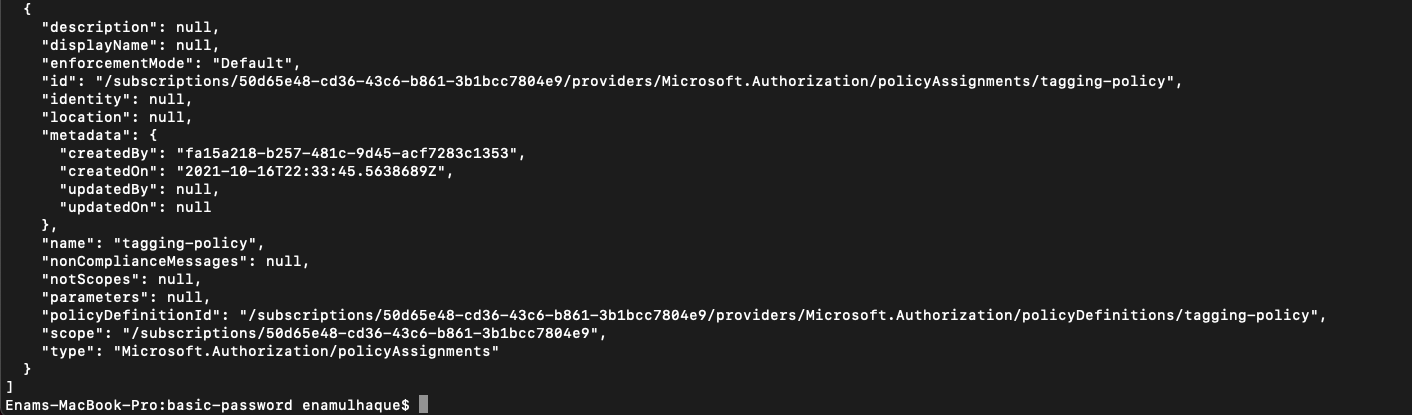 {
"description": null,
"displayName": null,
"enforcementMode": "Default",
"id": "/subscriptions/50d65e48-cd36-43c6-b861-3b1bcc7804e9/providers/Microsoft.Authorization/policyAssignments/tagging-policy",
"identity": null,
"location": null,
"metadata": {
"createdBy": "fa15a218-b257-481c-9d45-acf7283c1353",
"createdOn": "2021-10-16T22:33:45.5638689Z",
"updatedBy": null,
"updatedOn": null
},
"name": "tagging-policy",
"nonComplianceMessages": null,
"notScopes": null,
"parameters": null,
"policyDefinitionId": "/subscriptions/50d65e48-cd36-43c6-b861-3b1bcc7804e9/providers/Microsoft.Authorization/policyDefinitions/tagging-policy",
"scope": "/subscriptions/50d65e48-cd36-43c6-b861-3b1bcc7804e9",
"type": "Microsoft.Authorization/policyAssignments"
}
]
Enams-MacBook-Pro:basic-password enamulhaque$